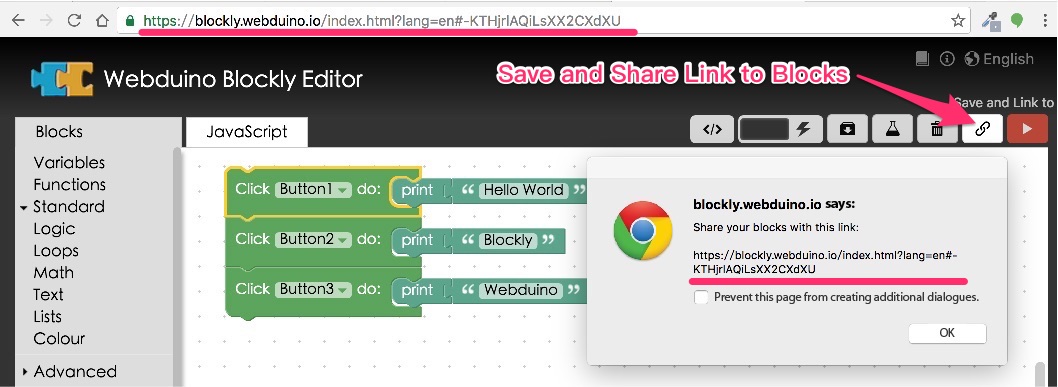 https://blockly.webduino.io/index.html?lang=en#-KTHjrlAQiLsXX2CXdXU
Webduino Blockly Editor
Save and Share Link to Blocks
English
Save and Link to
Blocks
JavaScript
</>
Variables
Functions
Standard
Logic
Loops
Math
Text
Lists
Colour
Advanced
Click Button1 do: print “ Hello World ”
Click Button2 do: print “ Blockly ”
Click Button3 do: print “ Webduino ”
blockly.webduino.io says:
Share your blocks with this link:
https://blockly.webduino.io/index.html?lang=en#-
KTHjrlAQiLsXX2CXdXU
Prevent this page from creating additional dialogues.
OK